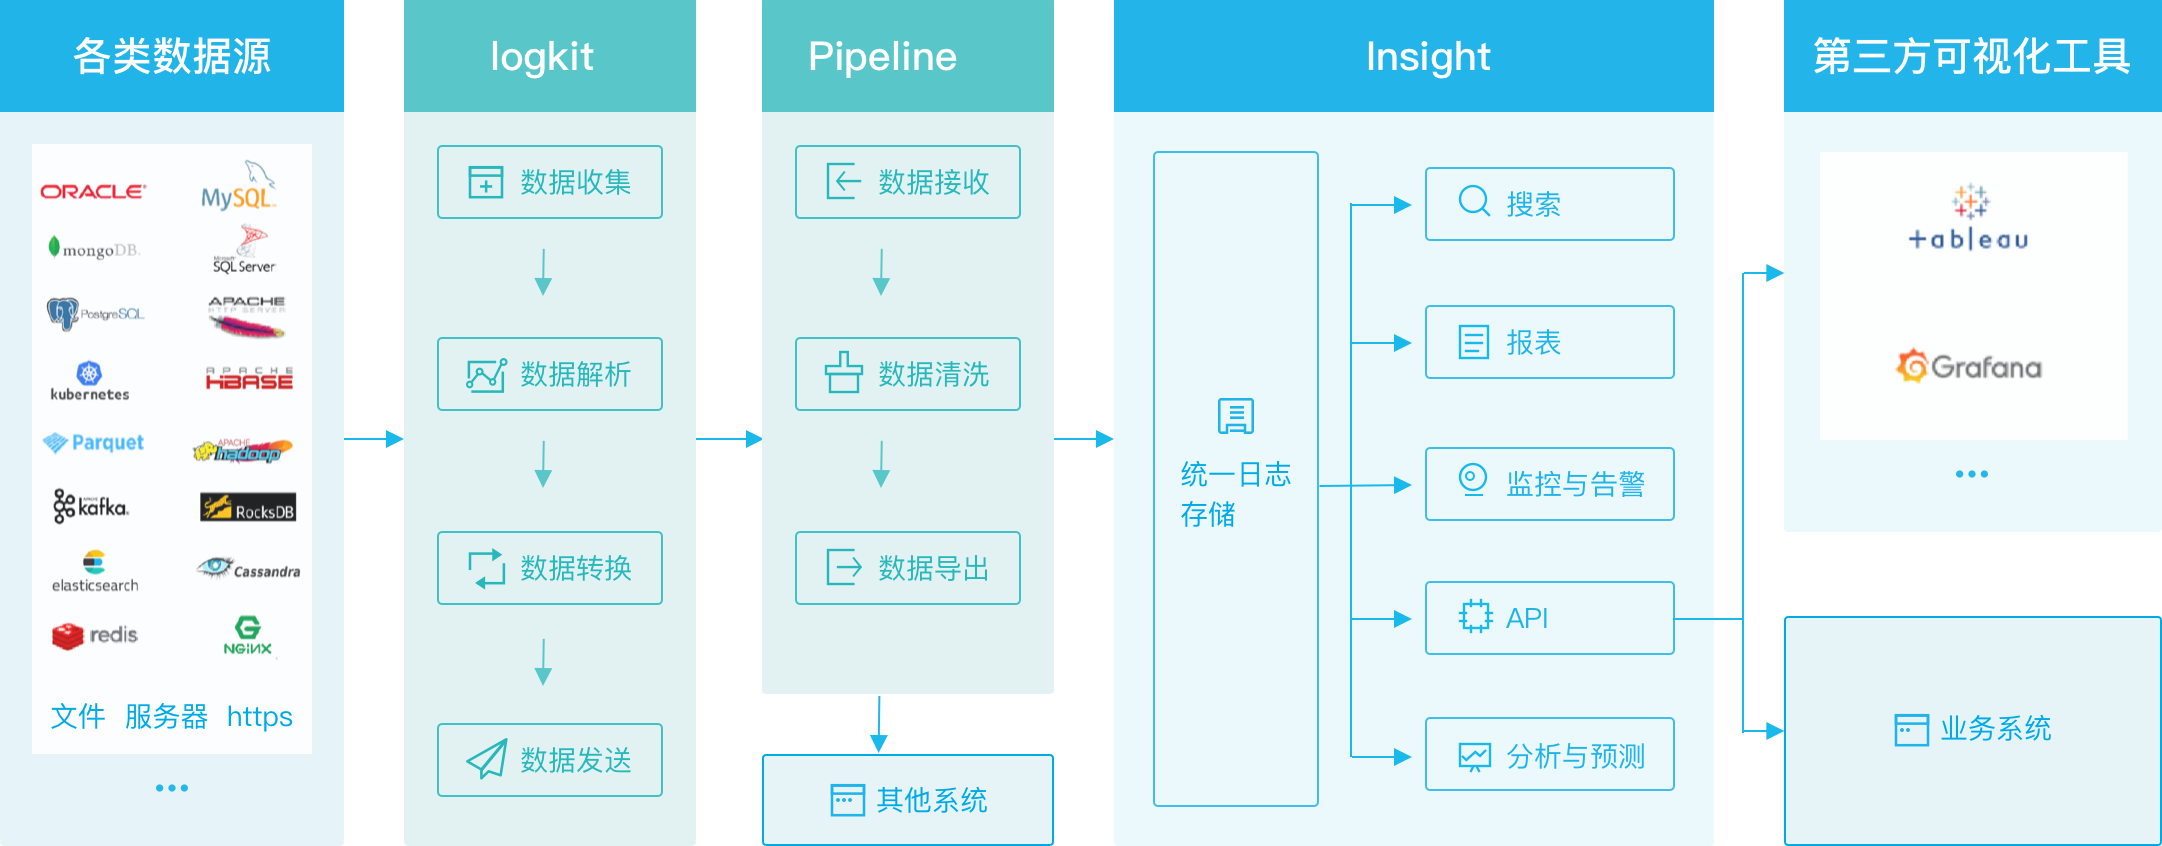 各类数据源
ORACLE
MySQL
mongoDB
Microsoft
SQL Server
PostgreSQL
APACHE
HTTP SERVER
kubernetes
APACHE
HBASE
Parquet
APACHE
hadoop
kafka
RocksDB
elasticsearch
Cassandra
redis
NGINX
文件 服务器 https
logkit
数据收集
数据解析
数据转换
数据发送
Pipeline
数据接收
数据清洗
数据导出
其他系统
Insight
统一日志
存储
搜索
报表
监控与告警
API
分析与预测
第三方可视化工具
+ableau
Grafana
业务系统